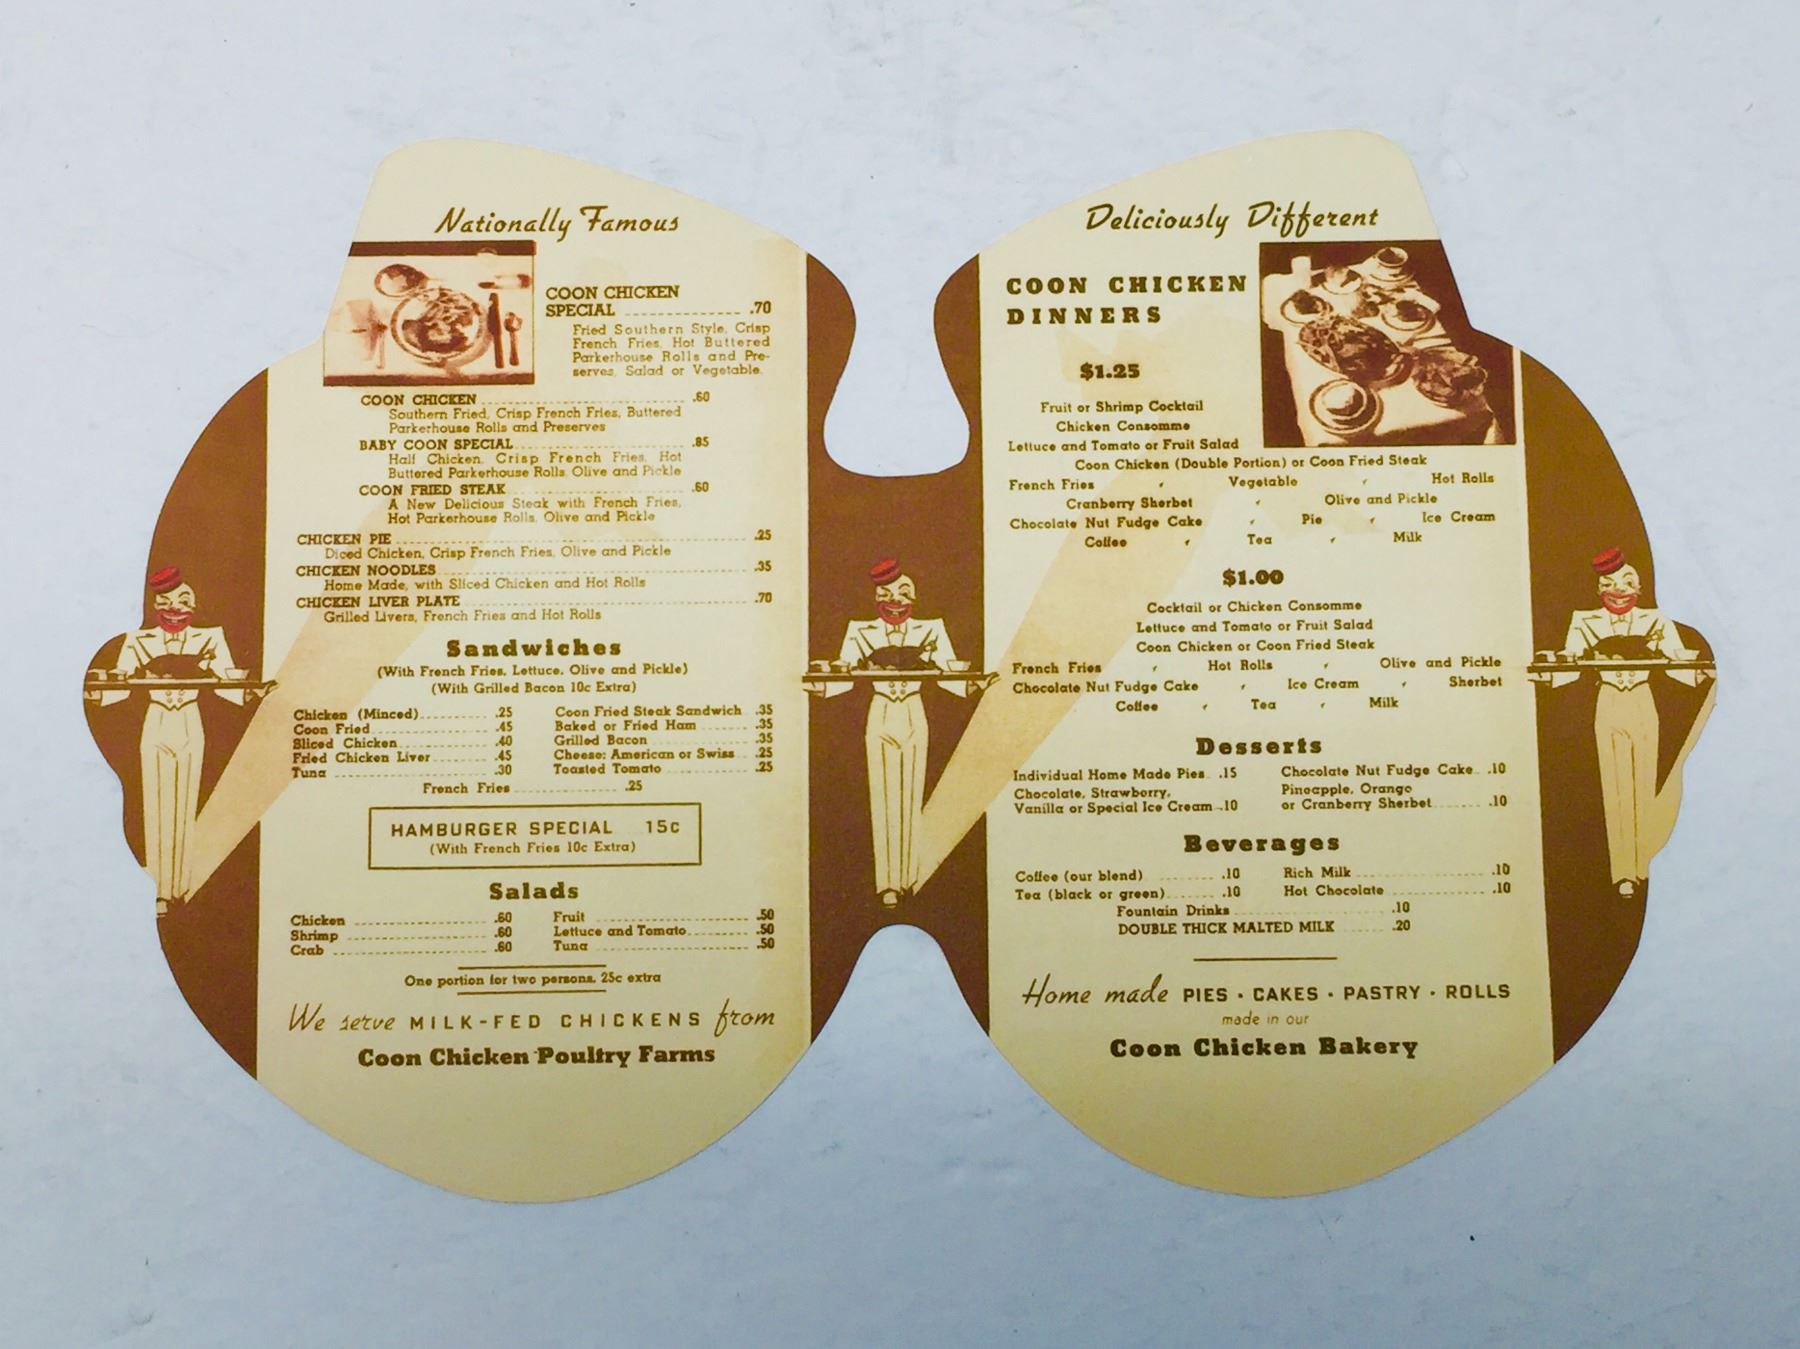 Nationally Famous
COON CHICKEN
SPECIAL .70
Fried Southern Style, Crisp
French Fries, Hot Buttered
Parkerhouse Rolls and Pre-
serves, Salad or Vegetable.
COON CHICKEN .60
Southern Fried, Crisp French Fries, Buttered
Parkerhouse Rolls and Preserves
BABY COON SPECIAL .85
Half Chicken, Crisp French Fries, Hot
Buttered Parkerhouse Rolls, Olive and Pickle
COON FRIED STEAK .60
A New Delicious Steak with French Fries,
Hot Parkerhouse Rolls, Olive and Pickle
CHICKEN PIE .25
Diced Chicken, Crisp French Fries, Olive and Pickle
CHICKEN NOODLES .35
Home Made, with Sliced Chicken and Hot Rolls
CHICKEN LIVER PLATE .70
Grilled Livers, French Fries and Hot Rolls
Sandwiches
(With French Fries, Lettuce, Olive and Pickle)
(With Grilled Bacon 10c Extra)
Chicken (Minced) .25
Coon Fried .45
Sliced Chicken .40
Fried Chicken Liver .45
Tuna .30
Coon Fried Steak Sandwich .35
Baked or Fried Ham .35
Grilled Bacon .35
Cheese: American or Swiss .25
Toasted Tomato .25
French Fries .25
HAMBURGER SPECIAL 15c
(With French Fries 10c Extra)
Salads
Chicken .60
Shrimp .60
Crab .60
Fruit .50
Lettuce and Tomato .50
Tuna .50
One portion for two persons, 25c extra
We serve MILK-FED CHICKENS from
Coon Chicken Poultry Farms
Deliciously Different
COON CHICKEN
DINNERS
$1.25
Fruit or Shrimp Cocktail
Chicken Consomme
Lettuce and Tomato or Fruit Salad
Coon Chicken (Double Portion) or Coon Fried Steak
French Fries Vegetable Hot Rolls
Cranberry Sherbet Olive and Pickle
Chocolate Nut Fudge Cake Pie Ice Cream
Coffee Tea Milk
$1.00
Cocktail or Chicken Consomme
Lettuce and Tomato or Fruit Salad
Coon Chicken or Coon Fried Steak
French Fries Hot Rolls Olive and Pickle
Chocolate Nut Fudge Cake Ice Cream Sherbet
Coffee Tea Milk
Desserts
Individual Home Made Pies .15
Chocolate, Strawberry,
Vanilla or Special Ice Cream .10
Chocolate Nut Fudge Cake .10
Pineapple, Orange
or Cranberry Sherbet .10
Beverages
Coffee (our blend) .10
Tea (black or green) .10
Rich Milk .10
Hot Chocolate .10
Fountain Drinks .10
DOUBLE THICK MALTED MILK .20
Home made PIES · CAKES · PASTRY · ROLLS
made in our
Coon Chicken Bakery